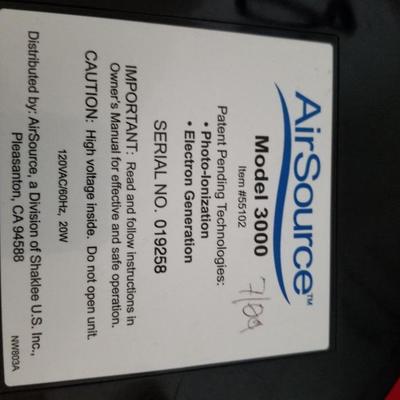 AirSource™
Model 3000
Item #55102
Patent Pending Technologies:
• Photo-Ionization
• Electron Generation
SERIAL NO. 019258
IMPORTANT: Read and follow instructions in
Owner's Manual for effective and safe operation.
CAUTION: High voltage inside. Do not open unit.
120VAC/60Hz, 20W
Distributed by: AirSource, a Division of Shaklee U.S. Inc.,
Pleasanton, CA 94588
NW803A